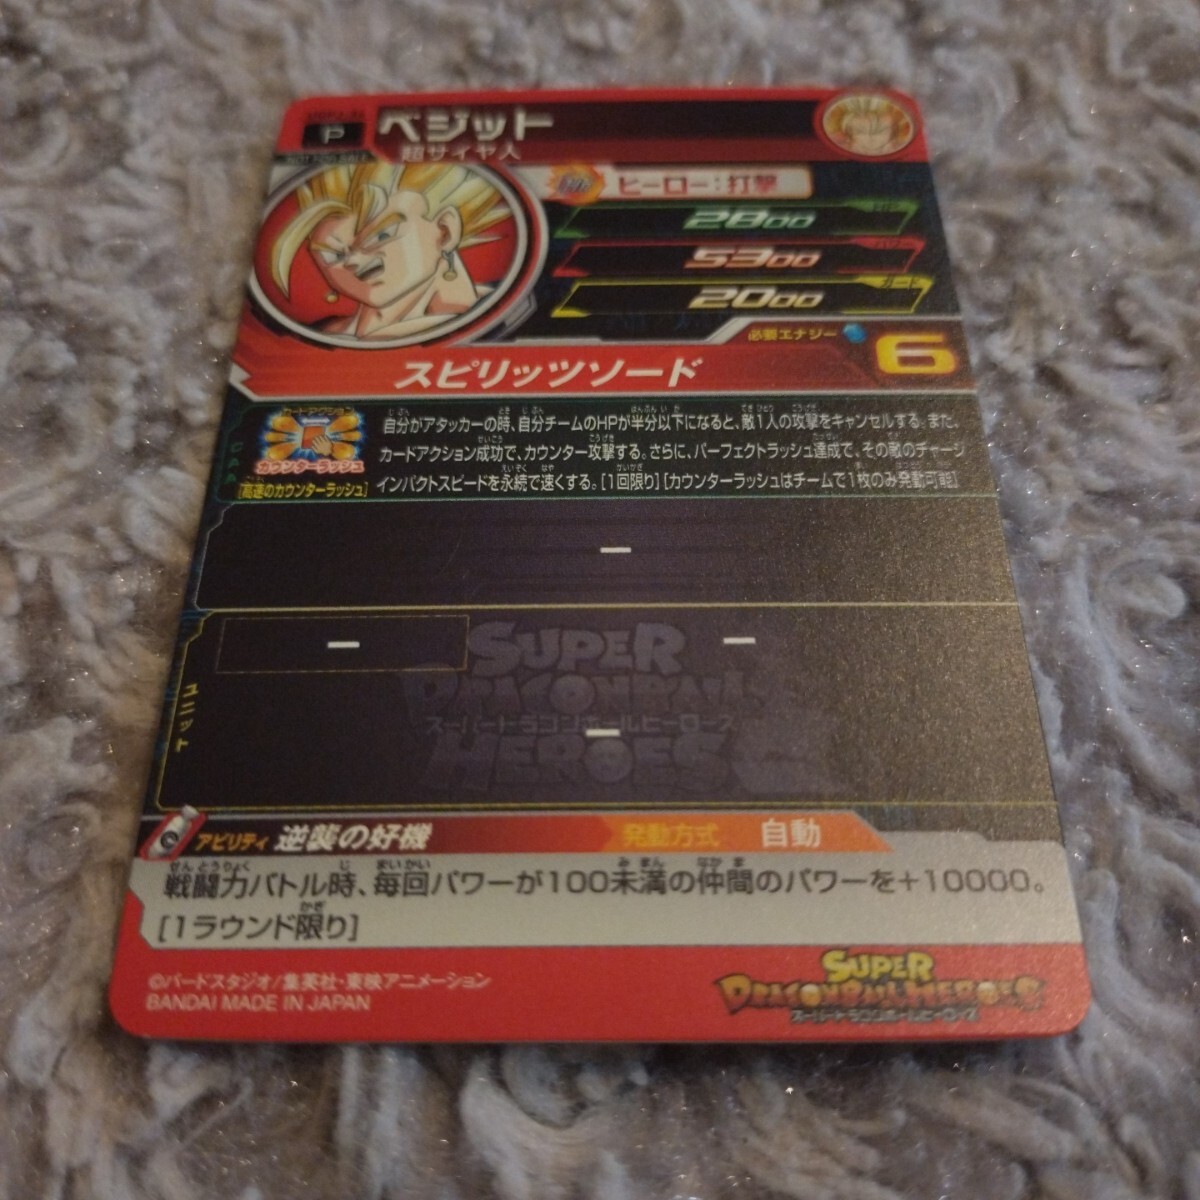 P
ベジット
超サイヤ人
NOT FOR SALE
ヒーロー:打撃
2800
パワー
5300
ガード
2000
必要エナジー
6
スピリッツソード
CAA
カードアクション
カウンターラッシュ
[高速のカウンターラッシュ]
自分がアタッカーの時、自分チームのHPが半分以下になると、敵1人の攻撃をキャンセルする。また、
カードアクション成功で、カウンター攻撃する。さらに、パーフェクトラッシュ達成で、その敵のチャージ
インパクトスピードを永続で速くする。[1回限り][カウンターラッシュはチームで1枚のみ発動可能]
ー
ユニット
ー
ー
ー
SUPER
DRAGONBALL
スーパードラゴンボールヒーローズ
HEROES
アビリティ 逆襲の好機
発動方式 自動
戦闘力バトル時、毎回パワーが100未満の仲間のパワーを+10000。
[1ラウンド限り]
©バードスタジオ/集英社・東映アニメーション
BANDAI MADE IN JAPAN
SUPER
DRAGONBALL HEROES
スーパードラゴンボールヒーローズ